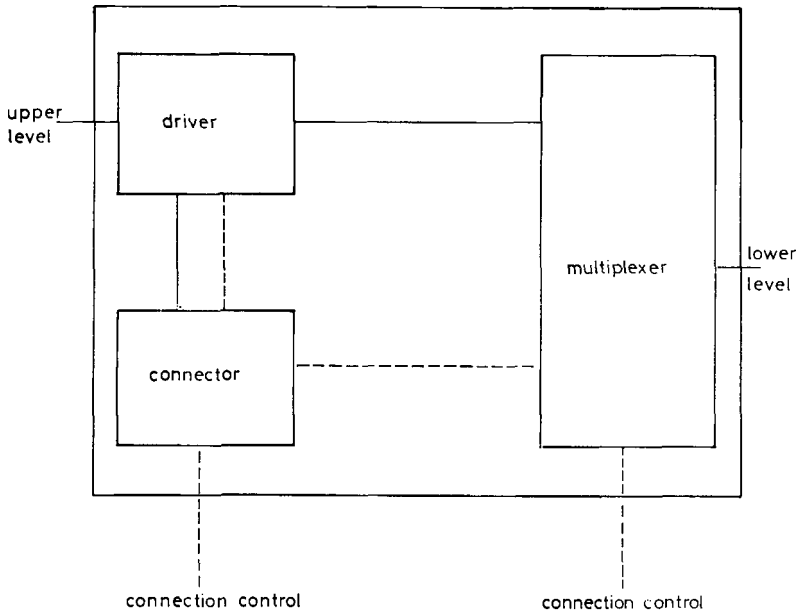 upper
level
driver
multiplexer
lower
level
connector
connection control
connection control